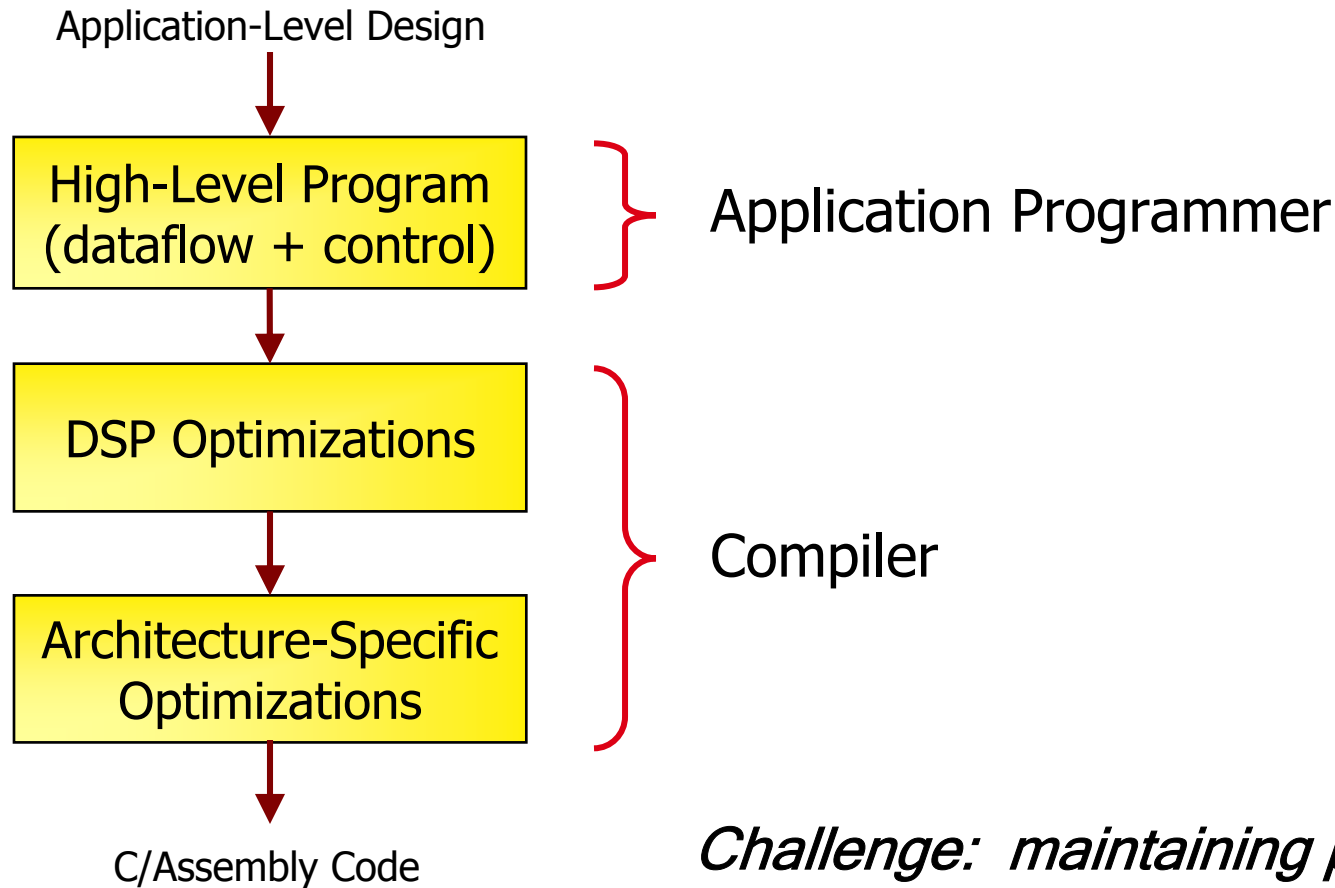 Application-Level Design
High-Level Program
(dataflow + control)
Application Programmer
DSP Optimizations
Compiler
Architecture-Specific
Optimizations
C/Assembly Code
Challenge: maintaining